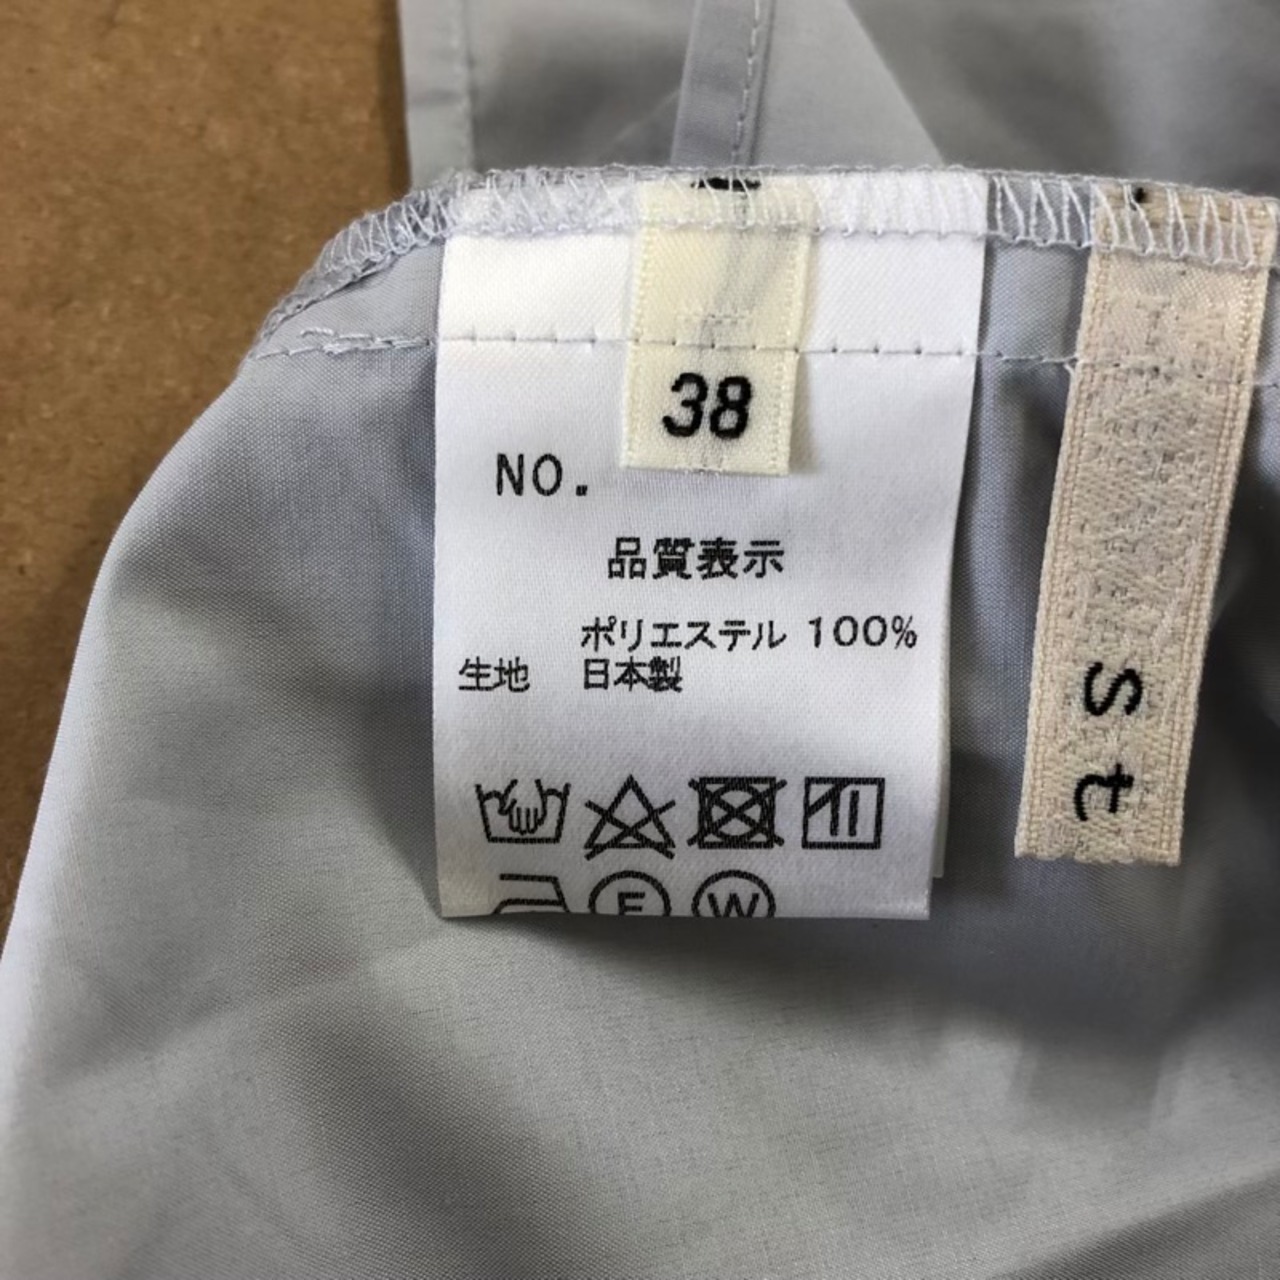 38
NO.
品質表示
ポリエステル 100%
生地 日本製
W
st